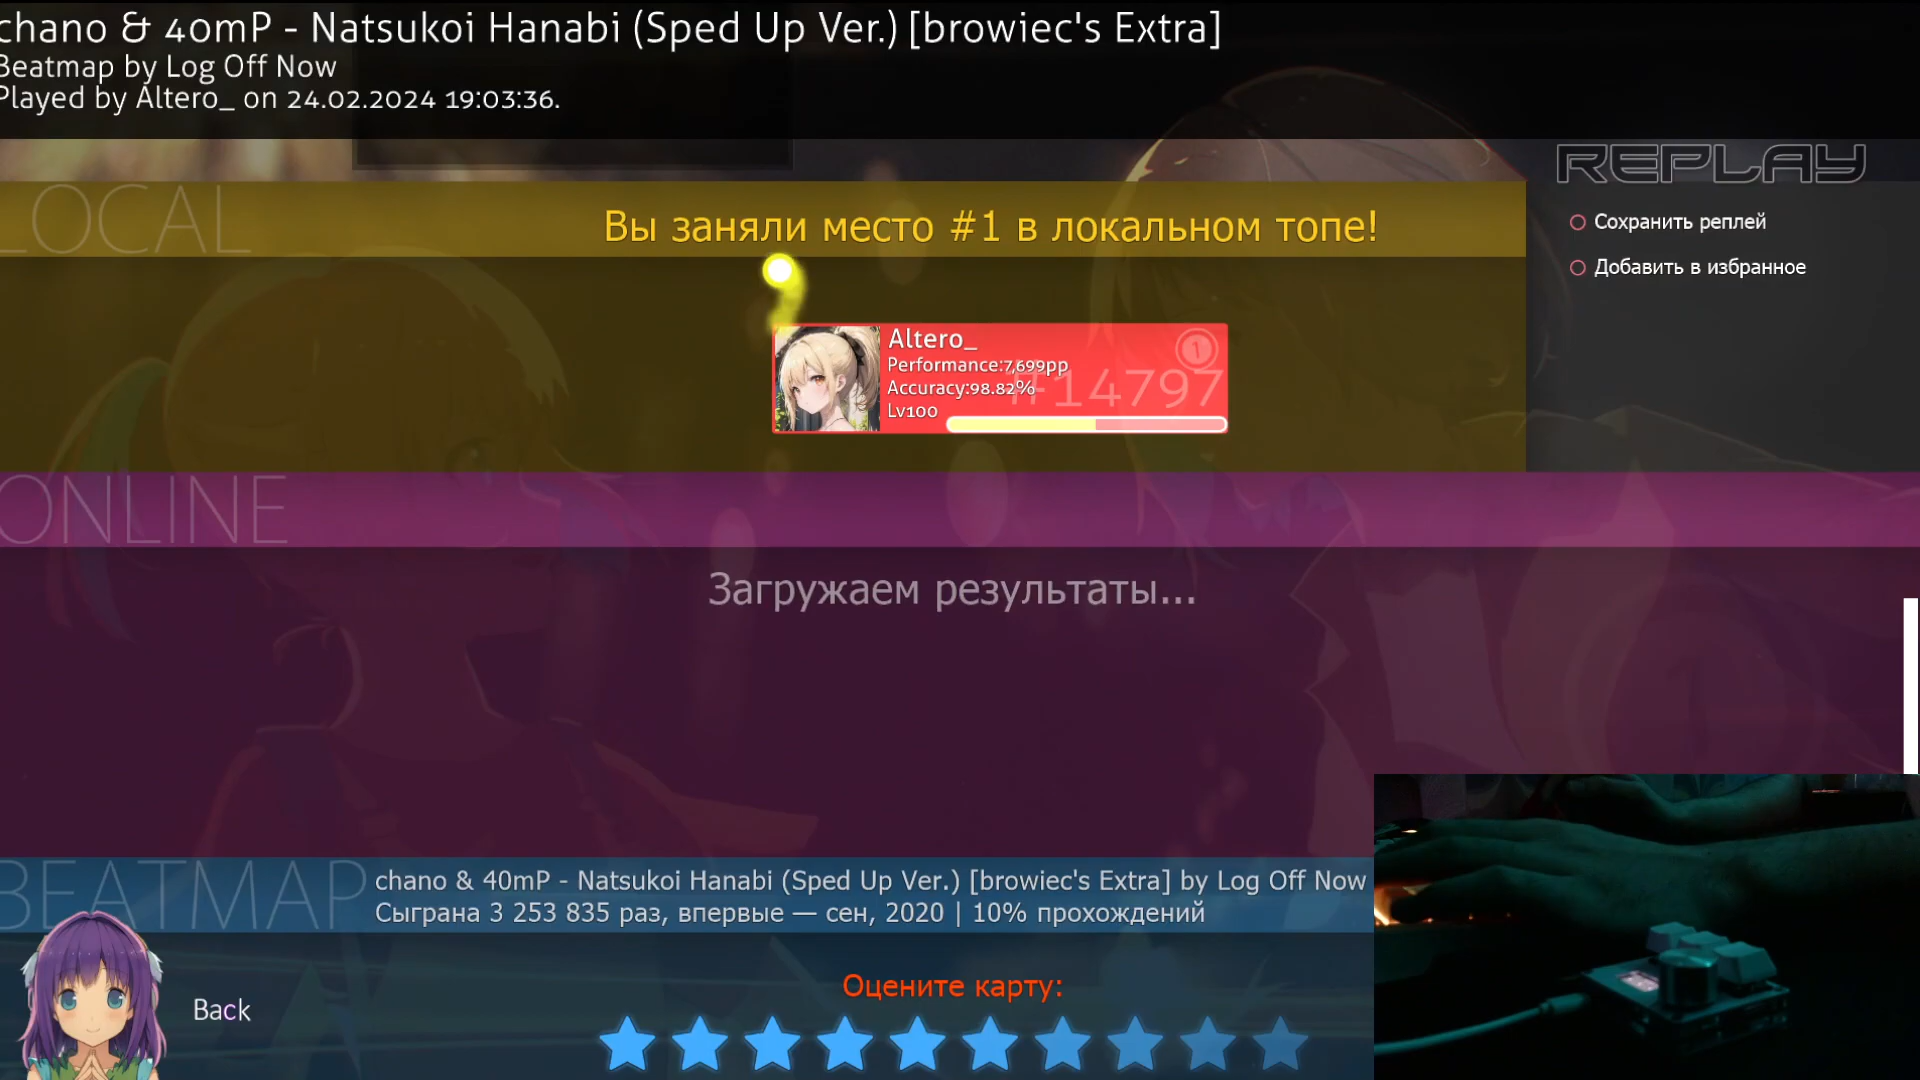 chano & 40mP - Natsukoi Hanabi (Sped Up Ver.) [browiec's Extra]
Beatmap by Log Off Now
Played by Altero_ on 24.02.2024 19:03:36.
REPLAY
LOCAL
Вы заняли место #1 в локальном топе!
Сохранить реплей
Добавить в избранное
Altero_
1
Performance:7,699pp
Accuracy:98.82%
#14797
Lv100
ONLINE
Загружаем результаты...
BEATMAP
chano & 40mP - Natsukoi Hanabi (Sped Up Ver.) [browiec's Extra] by Log Off Now
Сыграна 3 253 835 раз, впервые — сен, 2020 | 10% прохождений
Оцените карту:
Back